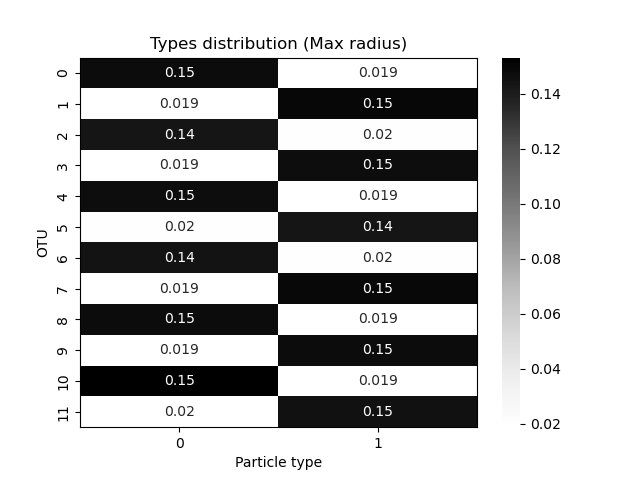 Types distribution (Max radius)
0 0.15 0.019
1 0.019 0.15
2 0.14 0.02
3 0.019 0.15
4 0.15 0.019
5 0.02 0.14
6 0.14 0.02
7 0.019 0.15
8 0.15 0.019
9 0.019 0.15
10 0.15 0.019
11 0.02 0.15
OTU
0 1
Particle type
0.14
0.12
0.10
0.08
0.06
0.04
0.02